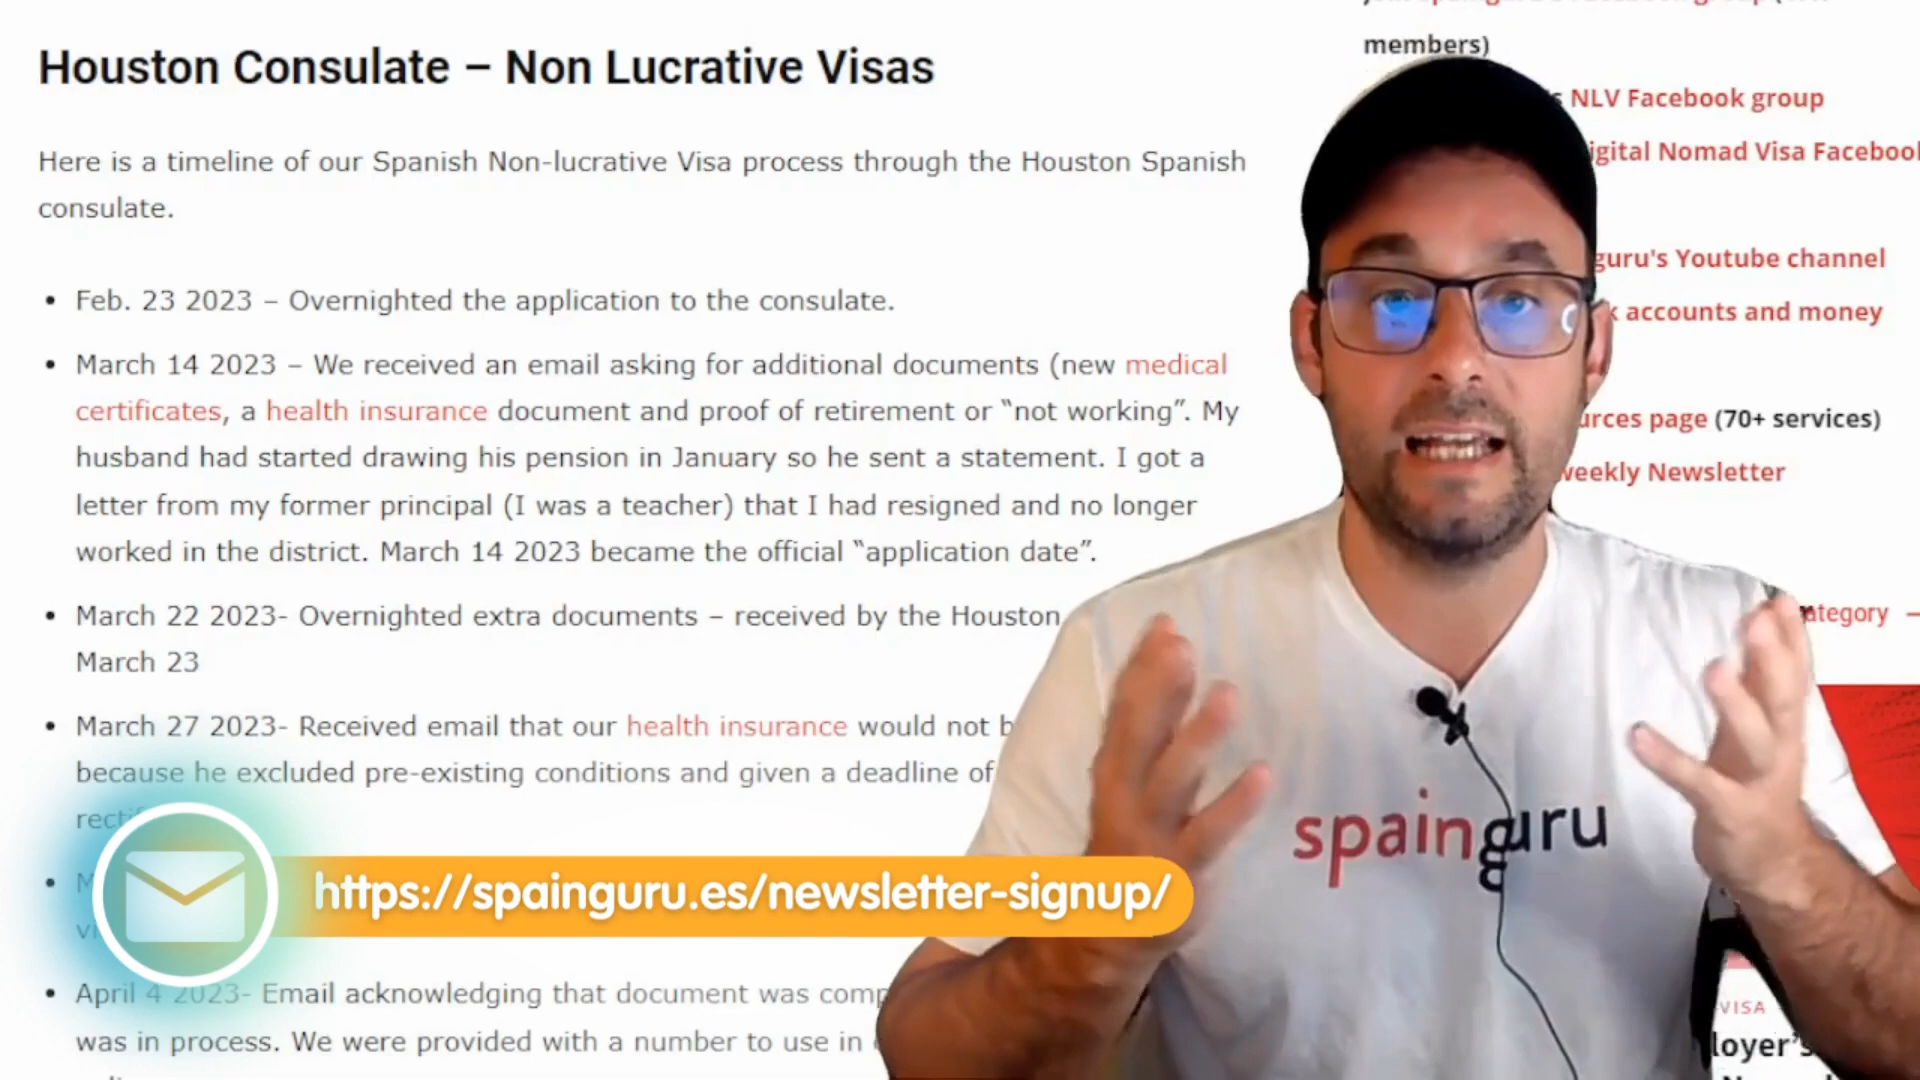 Houston Consulate – Non Lucrative Visas
Here is a timeline of our Spanish Non-lucrative Visa process through the Houston Spanish
consulate.
• Feb. 23 2023 – Overnighted the application to the consulate.
• March 14 2023 – We received an email asking for additional documents (new medical
certificates, a health insurance document and proof of retirement or “not working”. My
husband had started drawing his pension in January so he sent a statement. I got a
letter from my former principal (I was a teacher) that I had resigned and no longer
worked in the district. March 14 2023 became the official “application date”.
• March 22 2023- Overnighted extra documents – received by the Houston
March 23
• March 27 2023- Received email that our health insurance would not
because he excluded pre-existing conditions and given a deadline of
• April 4 2023- Email acknowledging that document was
was in process. We were provided with a number to use in
https://spainguru.es/newsletter-signup/
members)
NLV Facebook group
Nomad Visa
Youtube channel
accounts and money
page (70+ services)
Newsletter
VISA
spainguru